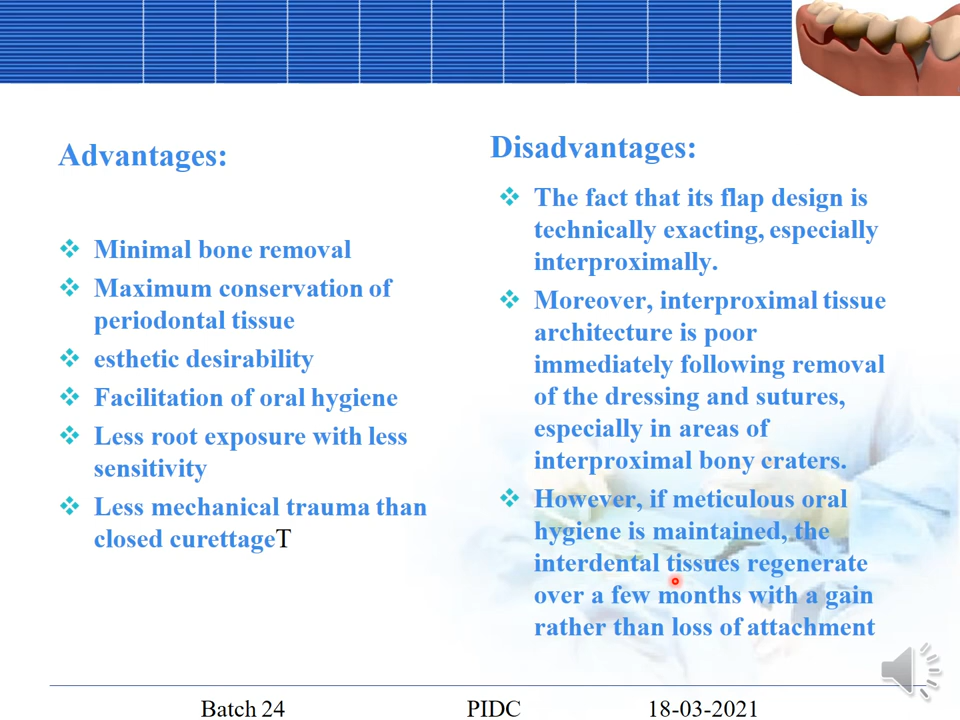 Advantages:
Minimal bone removal
Maximum conservation of
periodontal tissue
esthetic desirability
Facilitation of oral hygiene
Less root exposure with less
sensitivity
Less mechanical trauma than
closed curettageT
Disadvantages:
The fact that its flap design is
technically exacting, especially
interproximally.
Moreover, interproximal tissue
architecture is poor
immediately following removal
of the dressing and sutures,
especially in areas of
interproximal bony craters.
However, if meticulous oral
hygiene is maintained, the
interdental tissues regenerate
over a few months with a gain
rather than loss of attachment
Batch 24 PIDC 18-03-2021